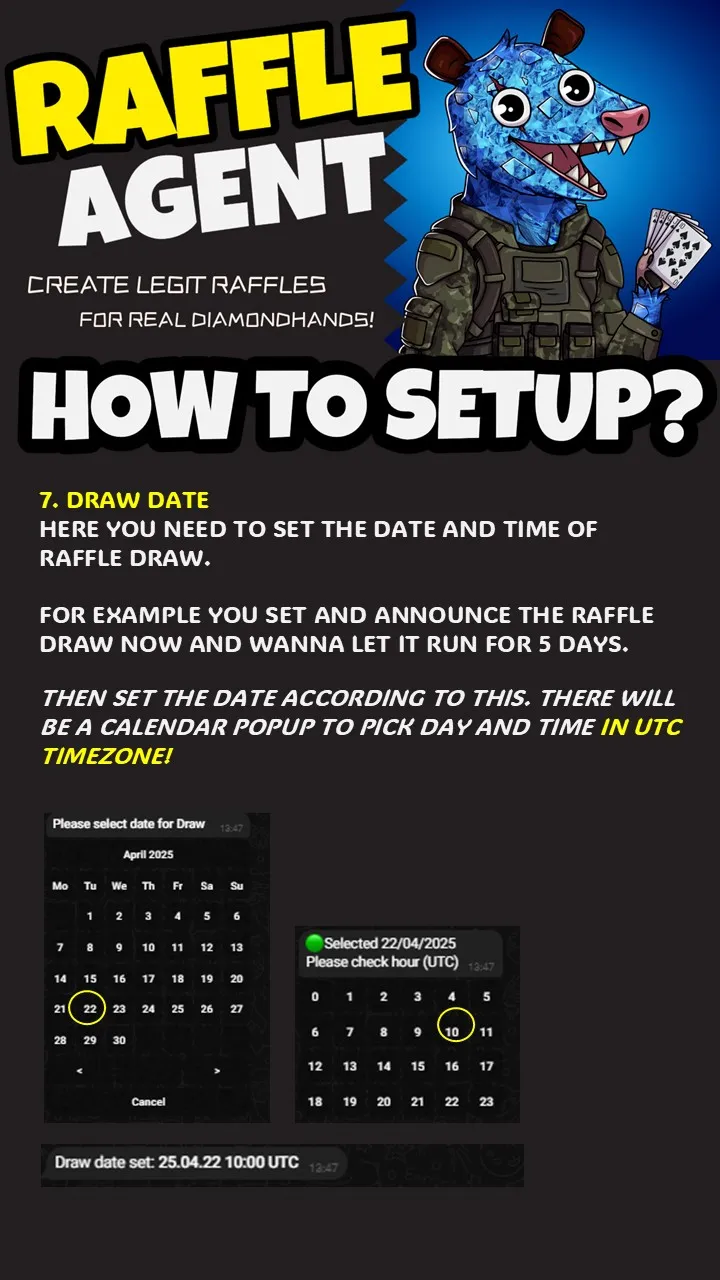 RAFFLE
AGENT
CREATE LEGIT RAFFLES
FOR REAL DIAMONDHANDS!
HOW TO SETUP?
7. DRAW DATE
HERE YOU NEED TO SET THE DATE AND TIME OF
RAFFLE DRAW.
FOR EXAMPLE YOU SET AND ANNOUNCE THE RAFFLE
DRAW NOW AND WANNA LET IT RUN FOR 5 DAYS.
THEN SET THE DATE ACCORDING TO THIS. THERE WILL
BE A CALENDAR POPUP TO PICK DAY AND TIME IN UTC
TIMEZONE!
Please select date for Draw 13:47
April 2025
Mo Tu We Th Fr Sa Su
1 2 3 4 5 6
7 8 9 10 11 12 13
14 15 16 17 18 19 20
21 22 23 24 25 26 27
28 29 30
< >
Cancel
Selected 22/04/2025
Please check hour (UTC) 13:47
0 1 2 3 4 5
6 7 8 9 10 11
12 13 14 15 16 17
18 19 20 21 22 23
Draw date set: 25.04.22 10:00 UTC 13:47